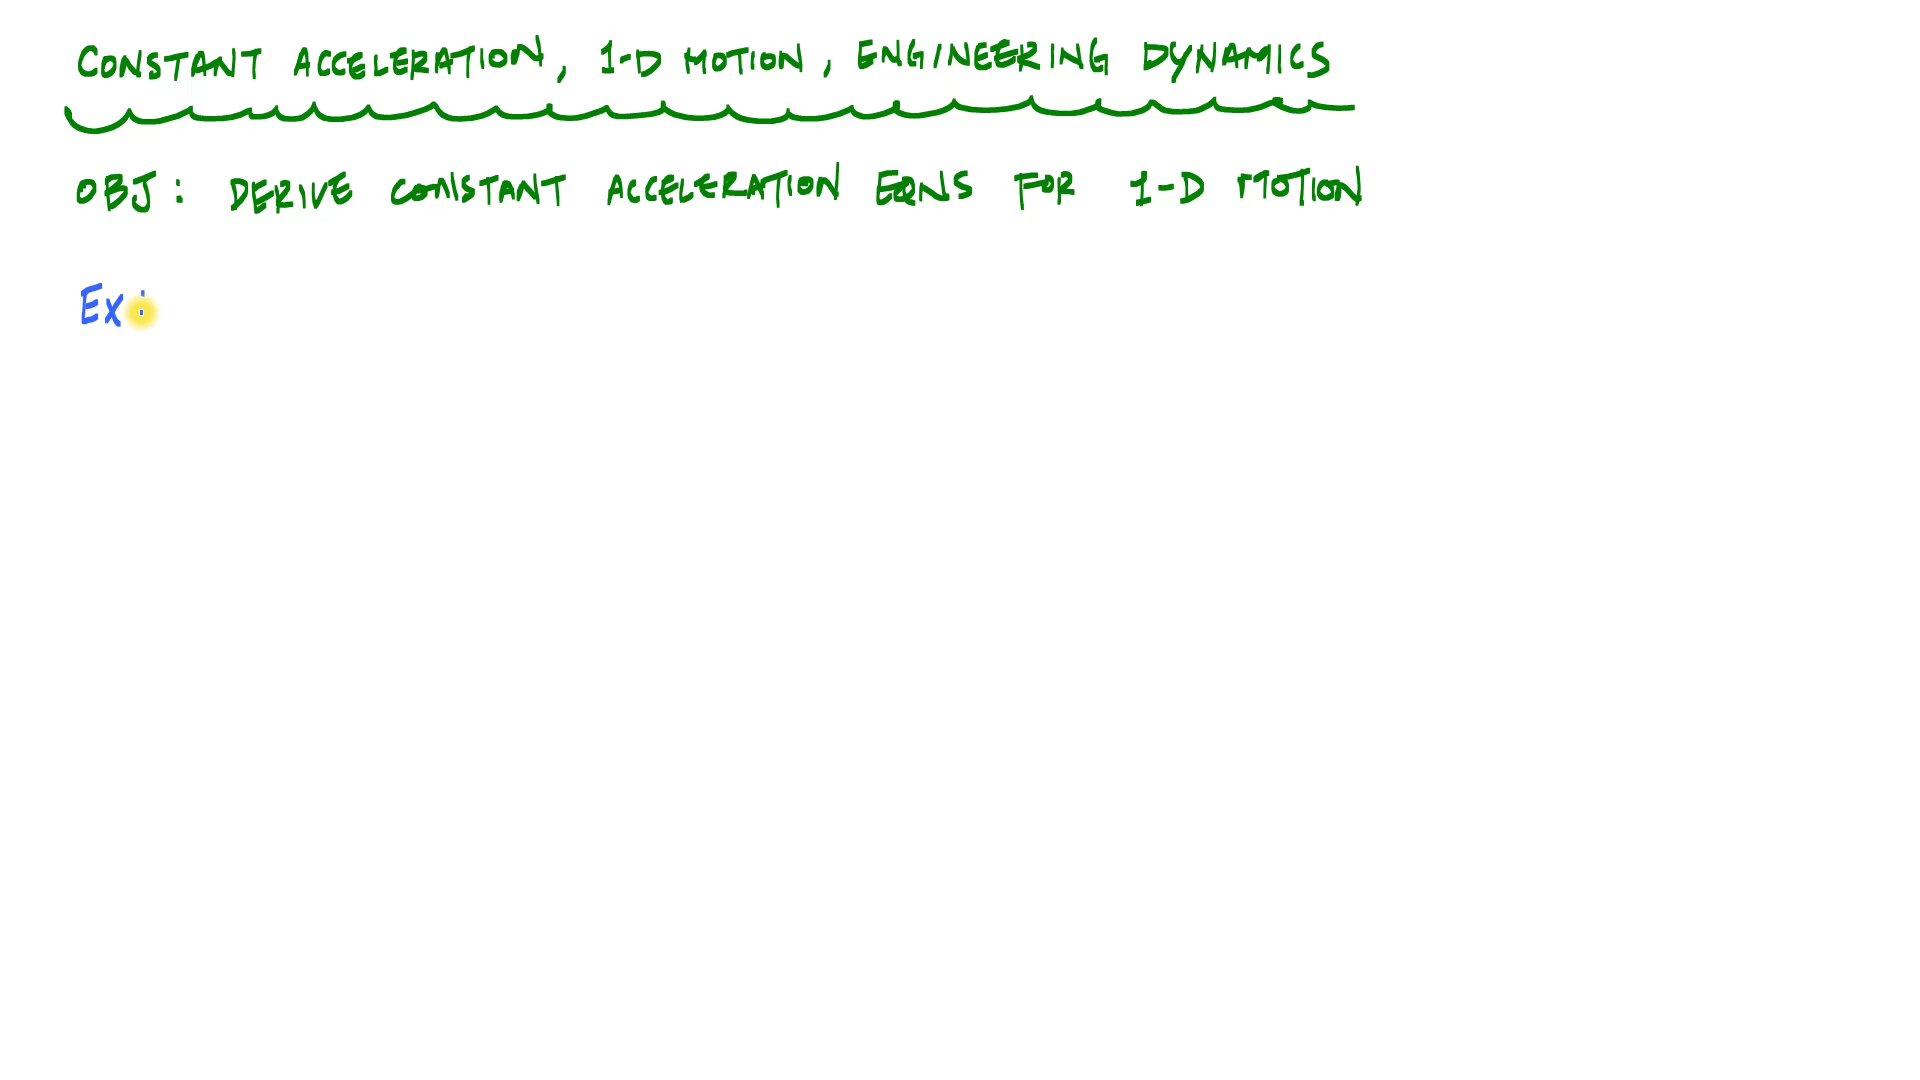 CONSTANT ACCELERATION, 1-D MOTION, ENGINEERING DYNAMICS
OBJ: DERIVE CONSTANT ACCELERATION EQNS FOR 1-D MOTION
Ex: